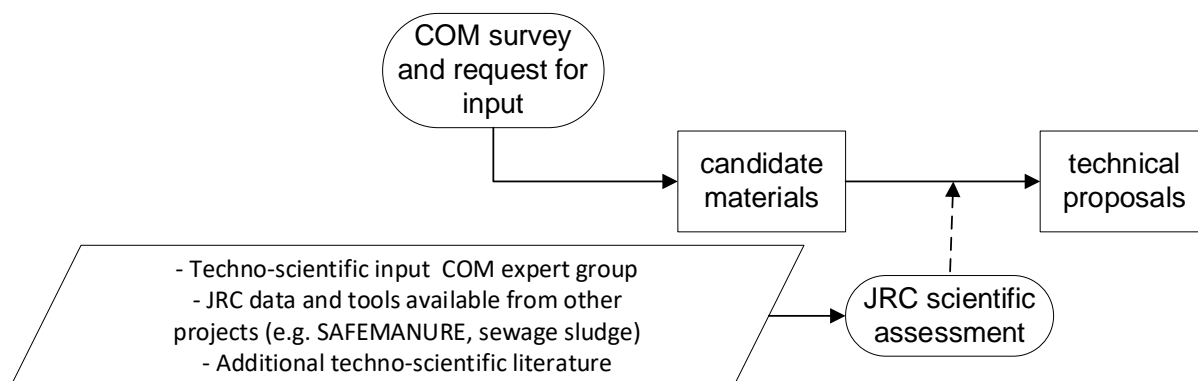 COM survey
and request for
input
candidate
materials
technical
proposals
- Techno-scientific input  COM expert group
- JRC data and tools available from other
projects (e.g. SAFEMANURE, sewage sludge)
- Additional techno-scientific literature
JRC scientific
assessment